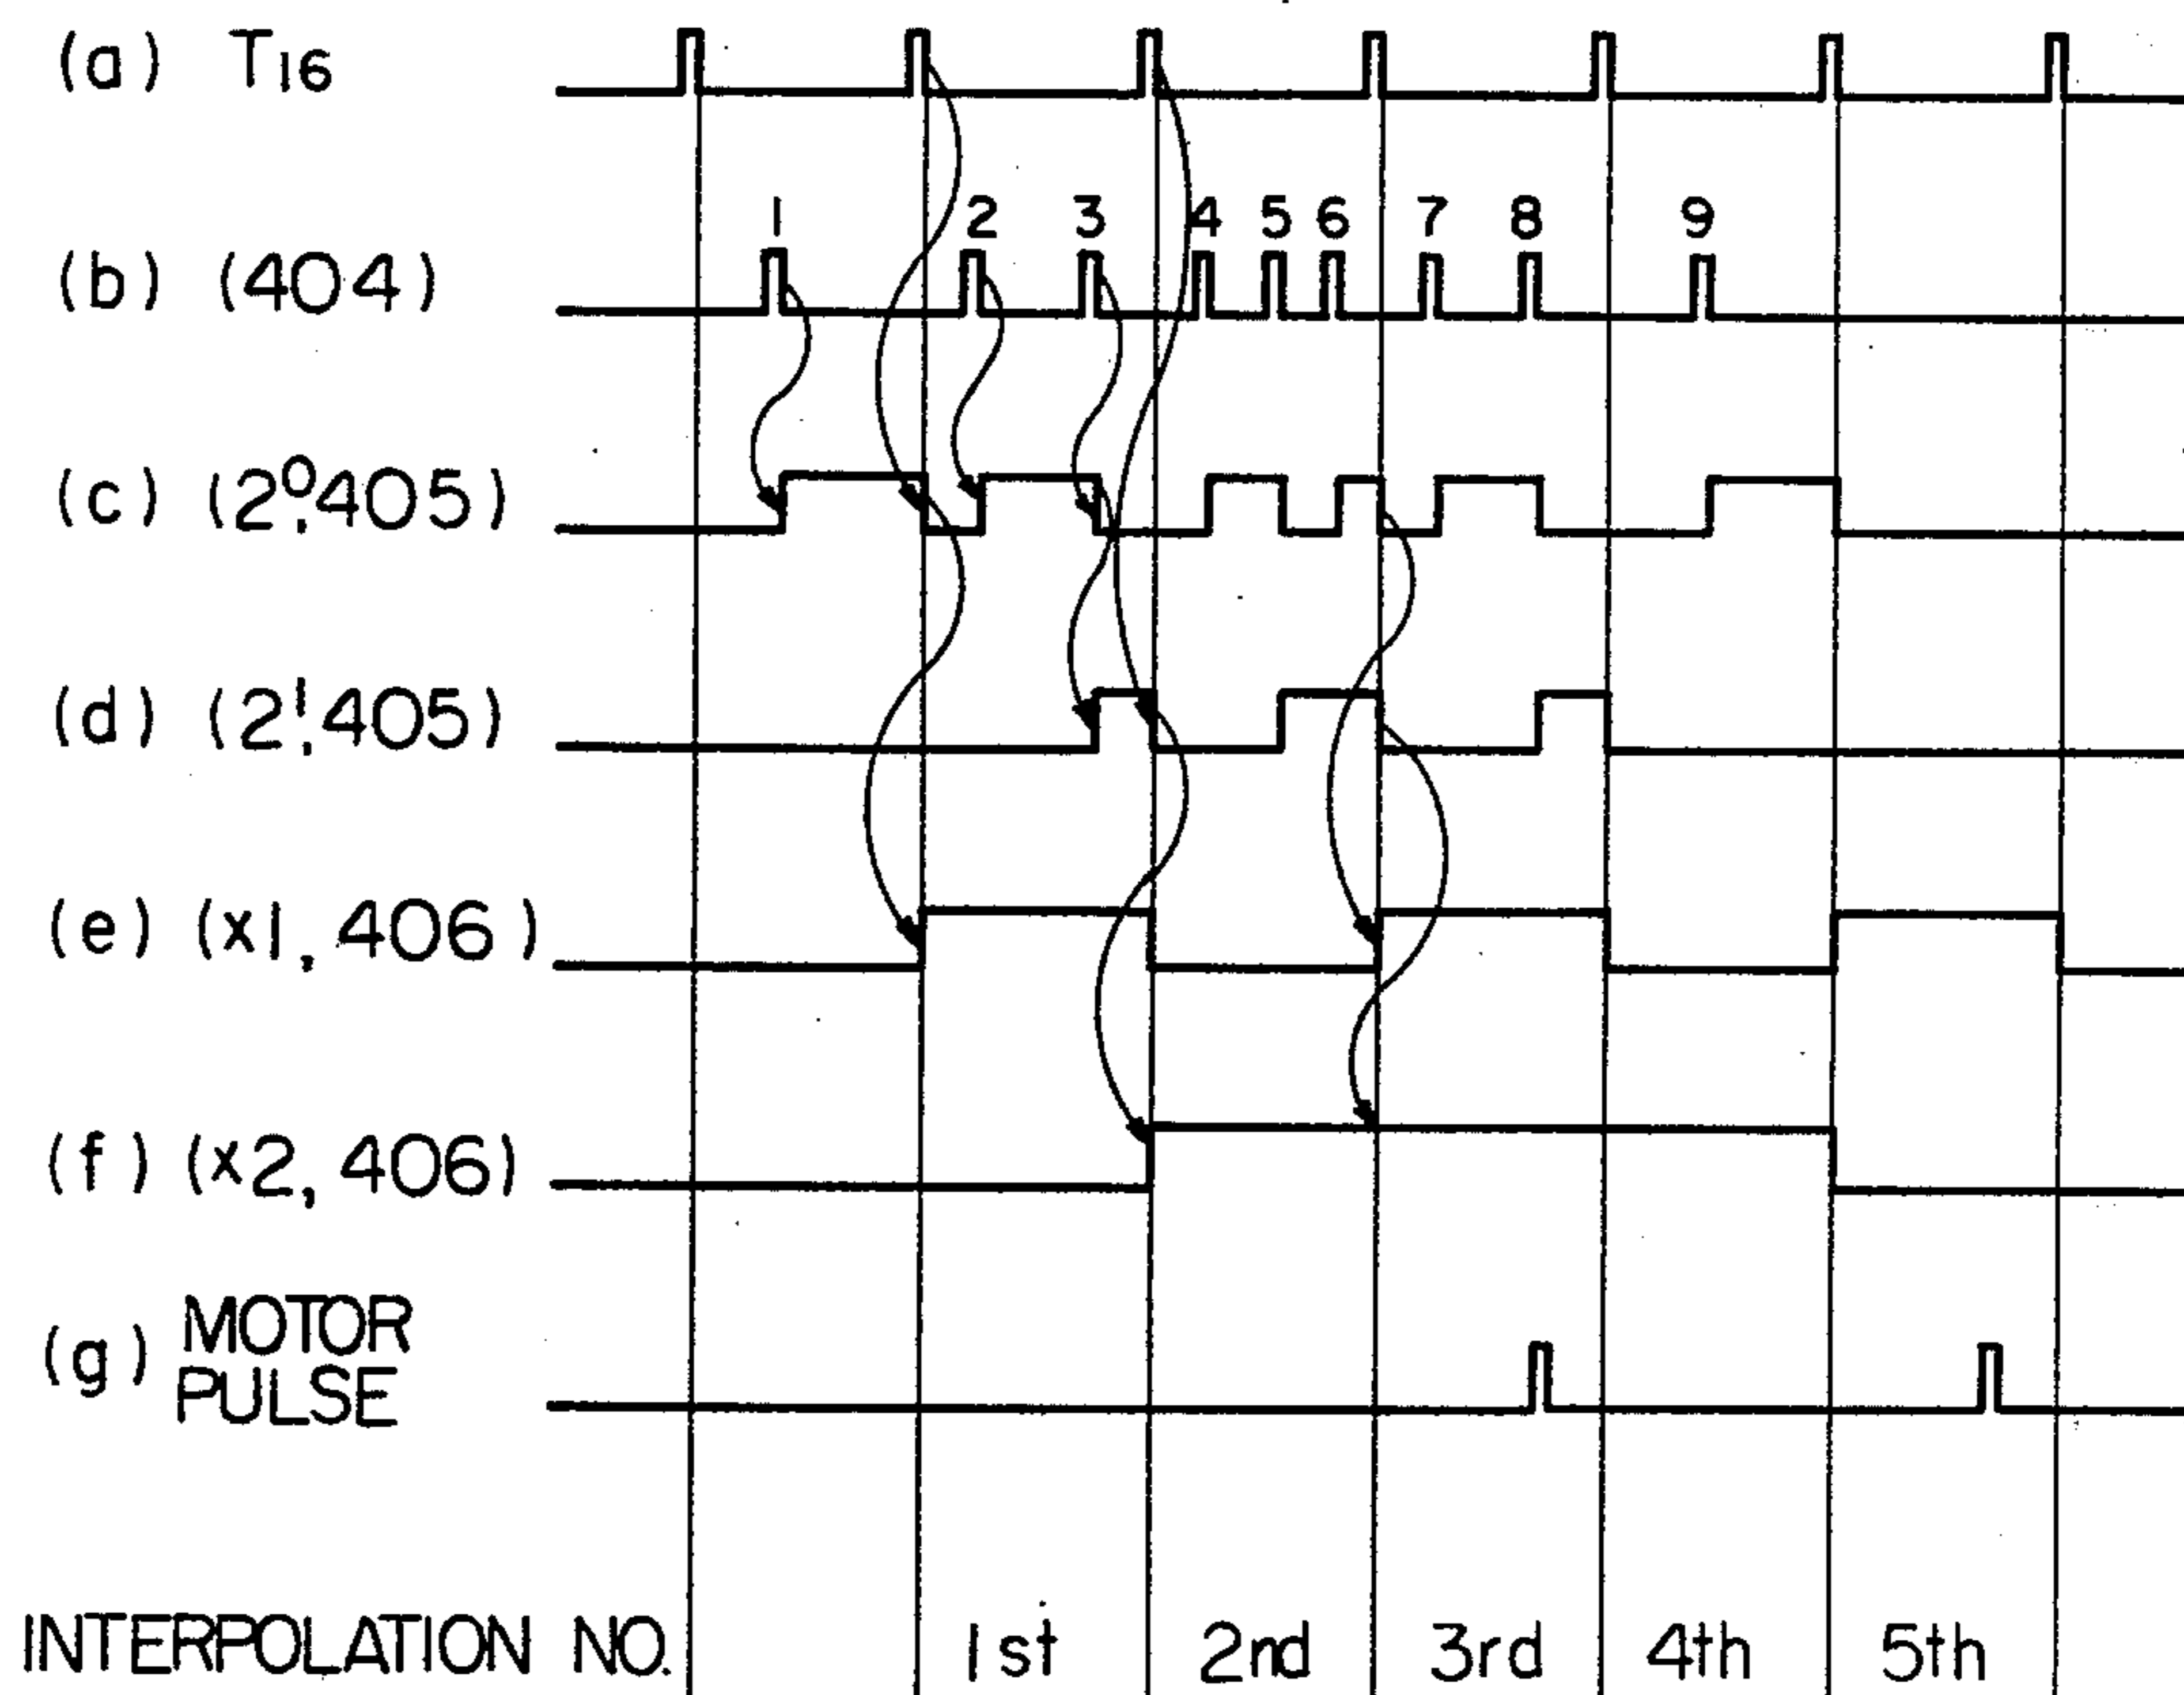 (a) T16
1 2 3 4 5 6 7 8 9
(b) (404)
(c) (2⁰,405)
(d) (2¹,405)
(e) (x1, 406)
(f) (x2, 406)
(g) MOTOR
PULSE
INTERPOLATION NO. 1st 2nd 3rd 4th 5th